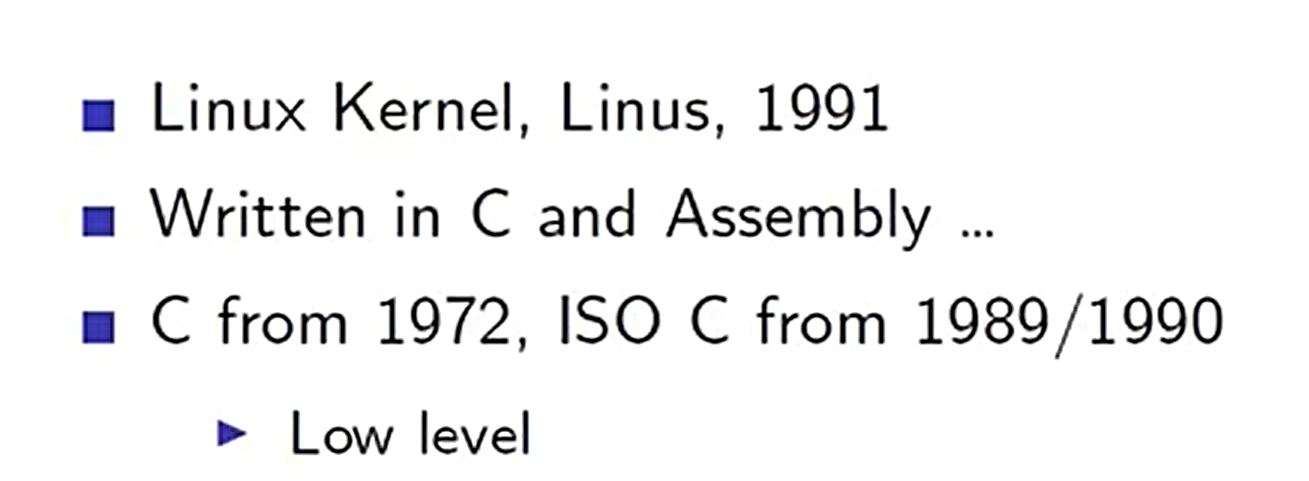 Linux Kernel, Linus, 1991
Written in C and Assembly ...
C from 1972, ISO C from 1989/1990
Low level